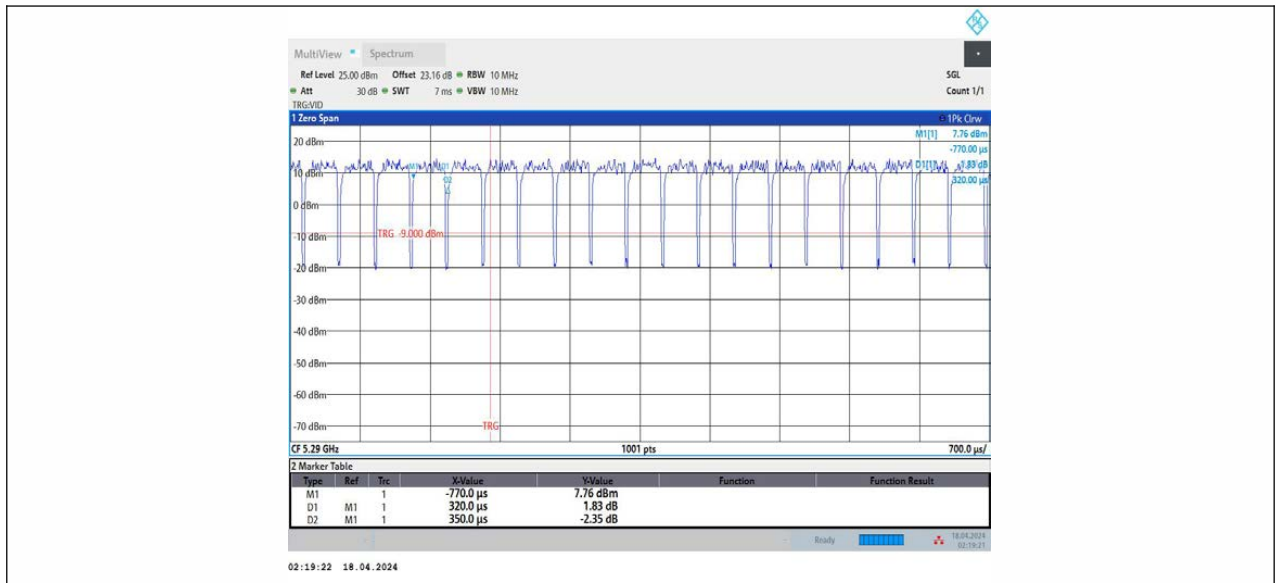 MultiView Spectrum
Ref Level 25.00 dBm Offset 23.16 dB RBW 10 MHz SGL
Att 30 dB SWT 7 ms VBW 10 MHz Count 1/1
TRG:VID
1 Zero Span 1Pk Clrw
M1[1] 7.76 dBm
20 dBm
-770.00 µs
M1 D1 D1[1] 1.83 dB
10 dBm
D2 320.00 µs
0 dBm
TRG -9.000 dBm
-10 dBm
-20 dBm
-30 dBm
-40 dBm
-50 dBm
-60 dBm
-70 dBm TRG
CF 5.29 GHz 1001 pts 700.0 µs/
2 Marker Table
Type Ref Trc X-Value Y-Value Function Function Result
M1 1 -770.0 µs 7.76 dBm
D1 M1 1 320.0 µs 1.83 dB
D2 M1 1 350.0 µs -2.35 dB
Ready 18.04.2024
02:19:21
02:19:22 18.04.2024